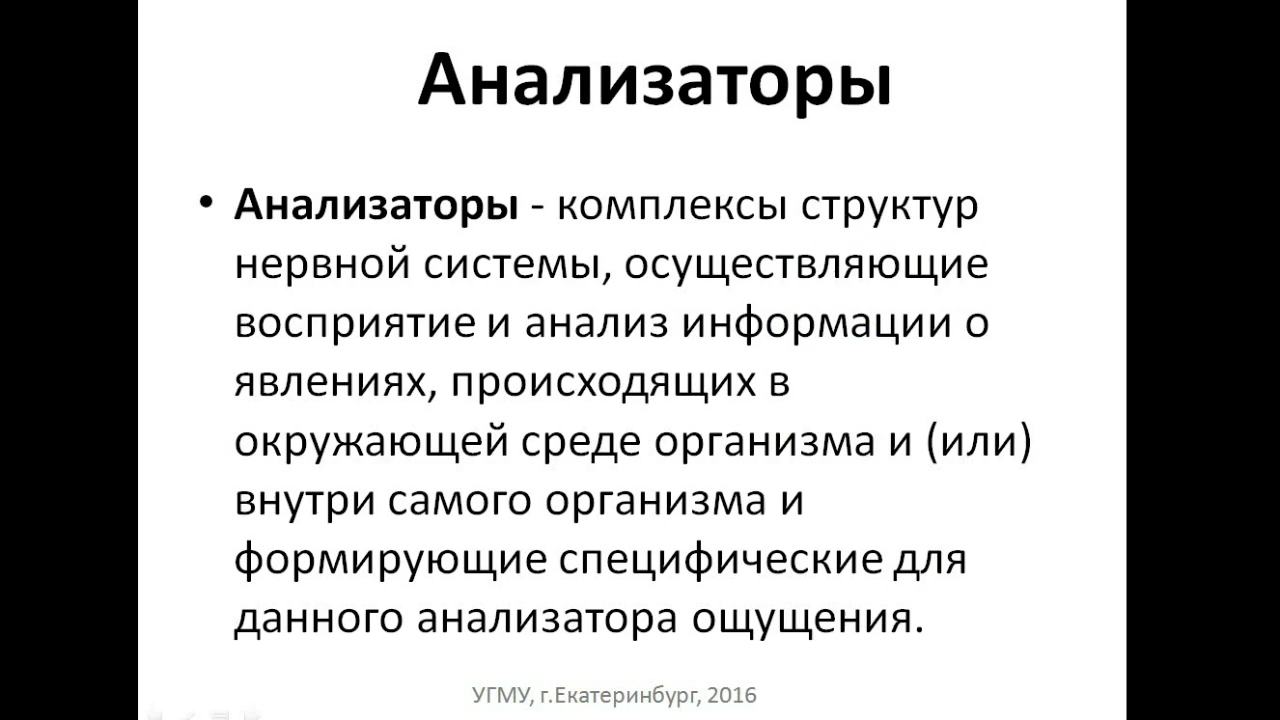 Анализаторы
• Анализаторы - комплексы структур
нервной системы, осуществляющие
восприятие и анализ информации о
явлениях, происходящих в
окружающей среде организма и (или)
внутри самого организма и
формирующие специфические для
данного анализатора ощущения.
УГМУ, г.Екатеринбург, 2016